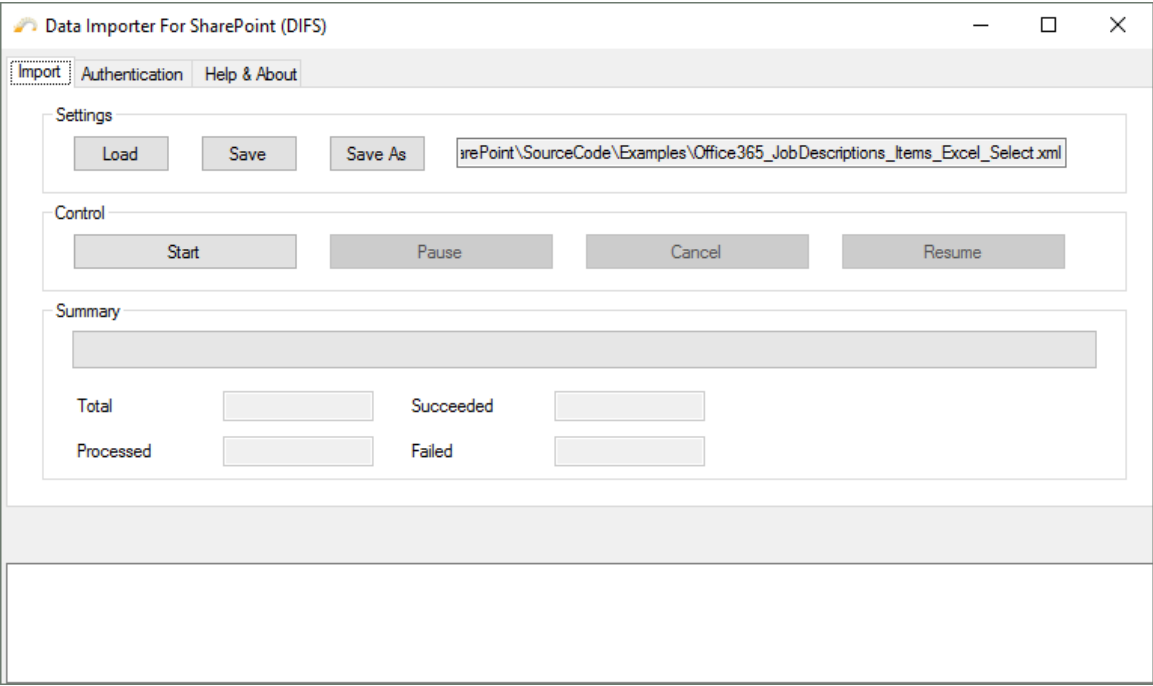 Data Importer For SharePoint (DIFS)
Import Authentication Help & About
Settings
Load Save Save As arePoint\SourceCode\Examples\Office365_JobDescriptions_Items_Excel_Select.xml
Control
Start Pause Cancel Resume
Summary
Total Succeeded
Processed Failed